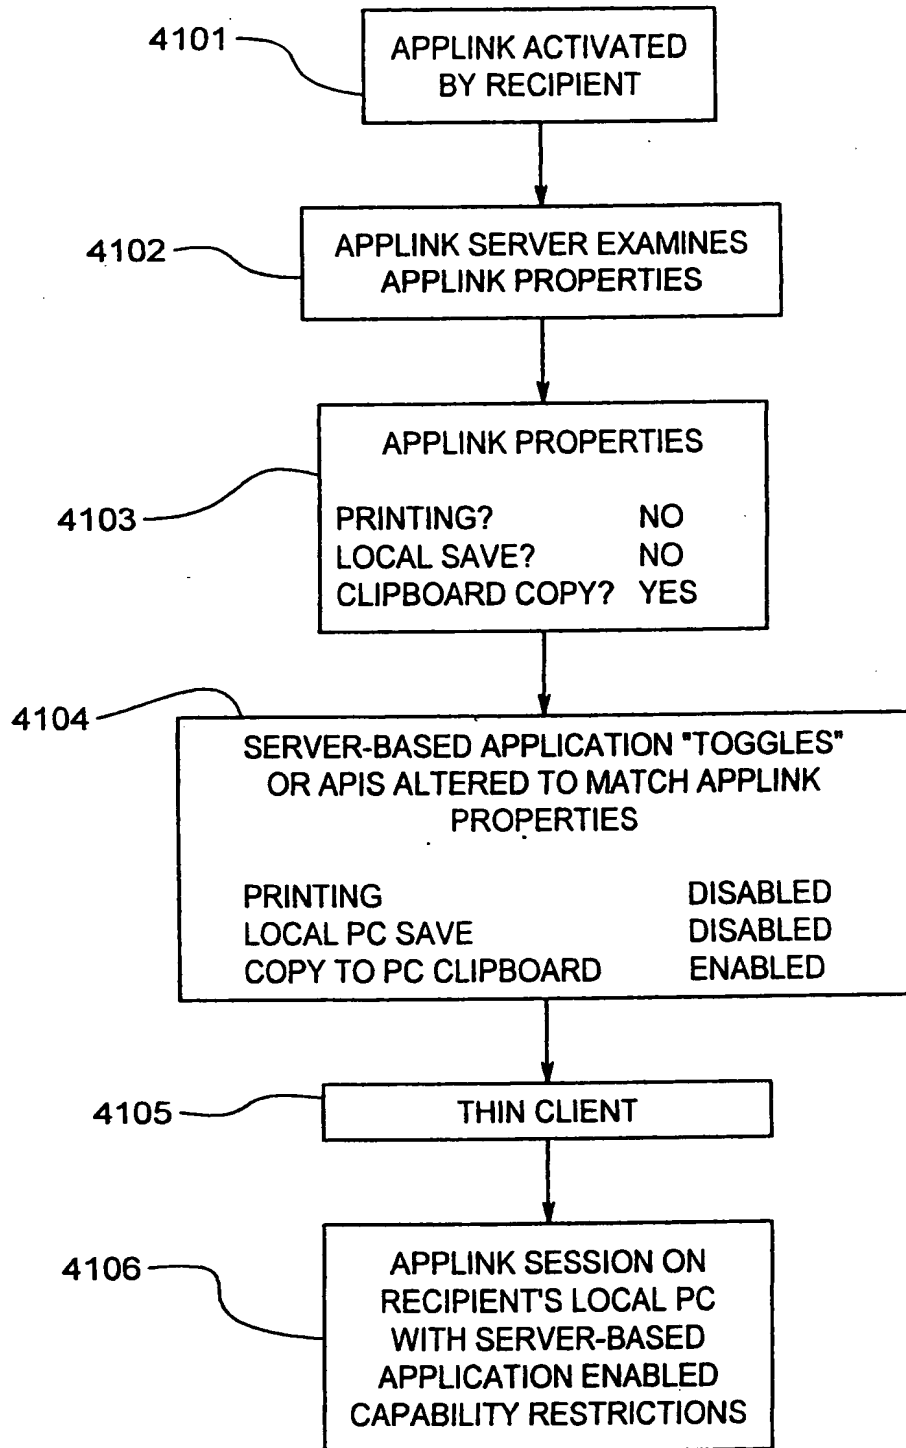 4101
APPLINK ACTIVATED
BY RECIPIENT
4102
APPLINK SERVER EXAMINES
APPLINK PROPERTIES
4103
APPLINK PROPERTIES
PRINTING? NO
LOCAL SAVE? NO
CLIPBOARD COPY? YES
4104
SERVER-BASED APPLICATION "TOGGLES"
OR APIS ALTERED TO MATCH APPLINK
PROPERTIES
PRINTING DISABLED
LOCAL PC SAVE DISABLED
COPY TO PC CLIPBOARD ENABLED
4105
THIN CLIENT
4106
APPLINK SESSION ON
RECIPIENT'S LOCAL PC
WITH SERVER-BASED
APPLICATION ENABLED
CAPABILITY RESTRICTIONS